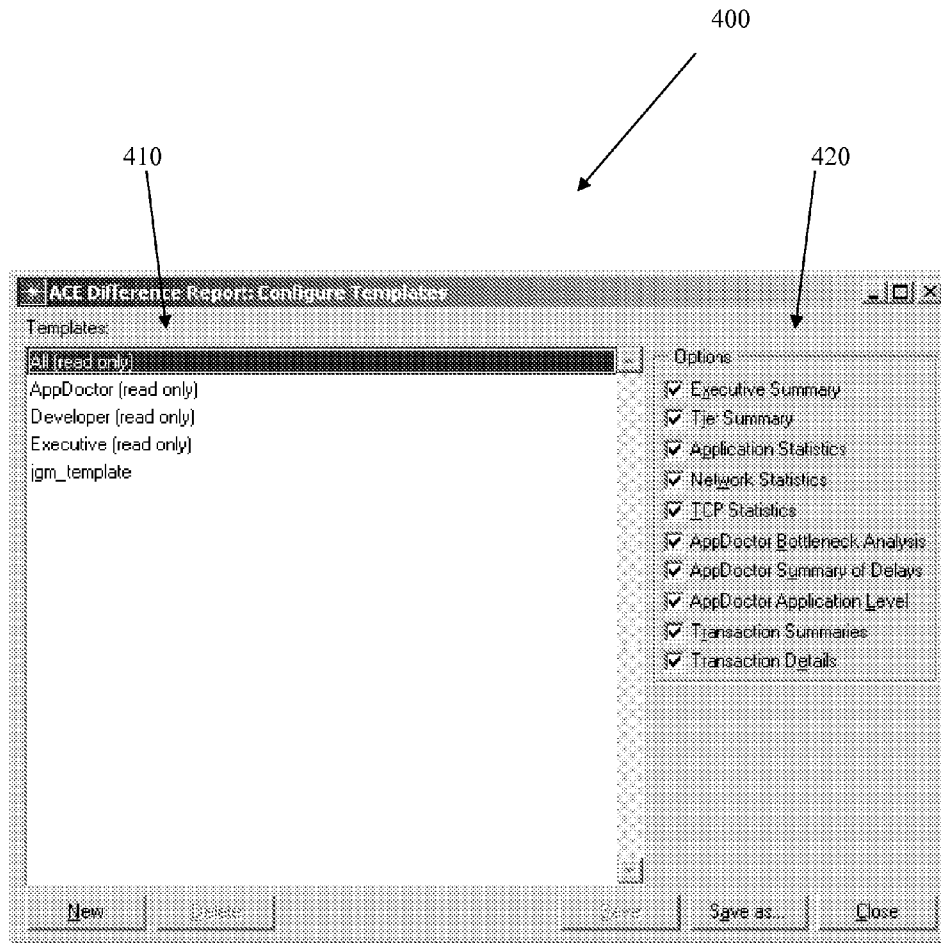 400
410
420
ACE Difference Report: Configure Templates
Templates:
All (read only)
AppDoctor (read only)
Developer (read only)
Executive (read only)
jgm_template
Options
Executive Summary
Tier Summary
Application Statistics
Network Statistics
TCP Statistics
AppDoctor Bottleneck Analysis
AppDoctor Summary of Delays
AppDoctor Application Level
Transaction Summaries
Transaction Details
New
Delete
Save
Save as...
Close